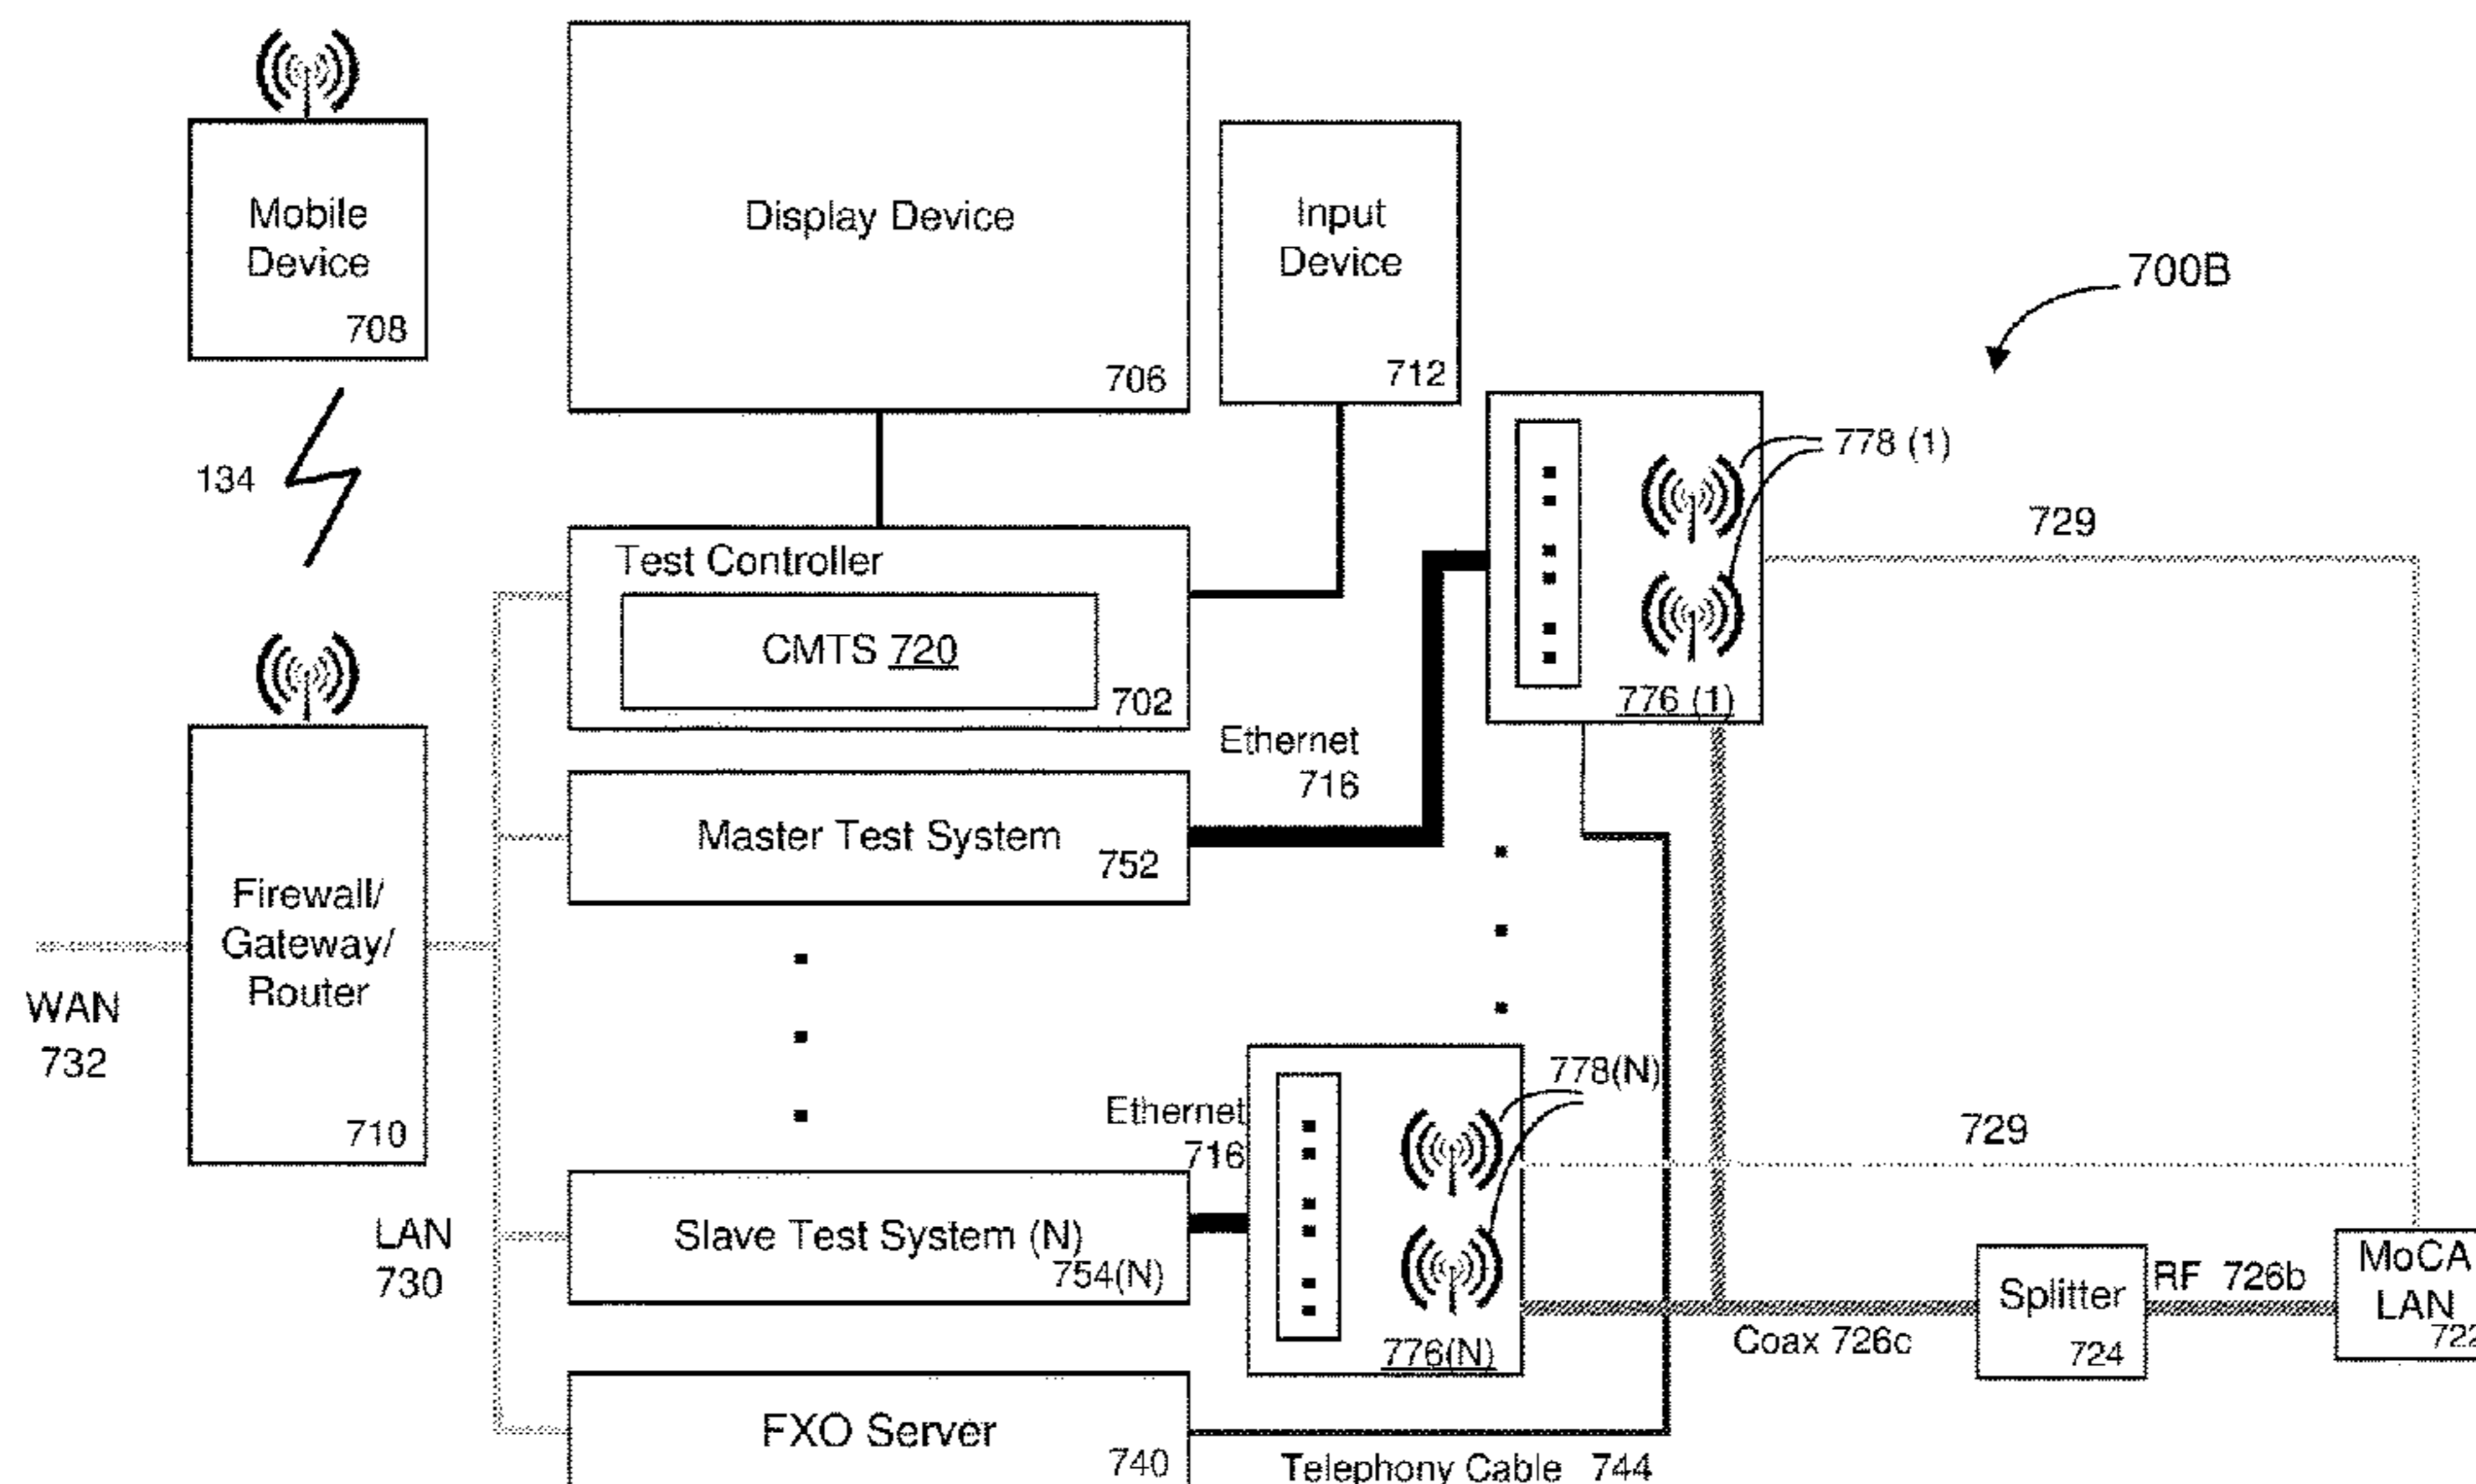 Mobile
Device
708
Display Device
706
Input
Device
712
700B
134
778 (1)
729
Test Controller
CMTS 720
702
776 (1)
Ethernet
716
Master Test System
752
Firewall/
Gateway/
Router
710
WAN
732
LAN
730
Ethernet
716
778(N)
729
Slave Test System (N)
754(N)
776(N)
Coax 726c
Splitter
724
RF 726b
MoCA
LAN
722
FXO Server
740
Telephony Cable 744